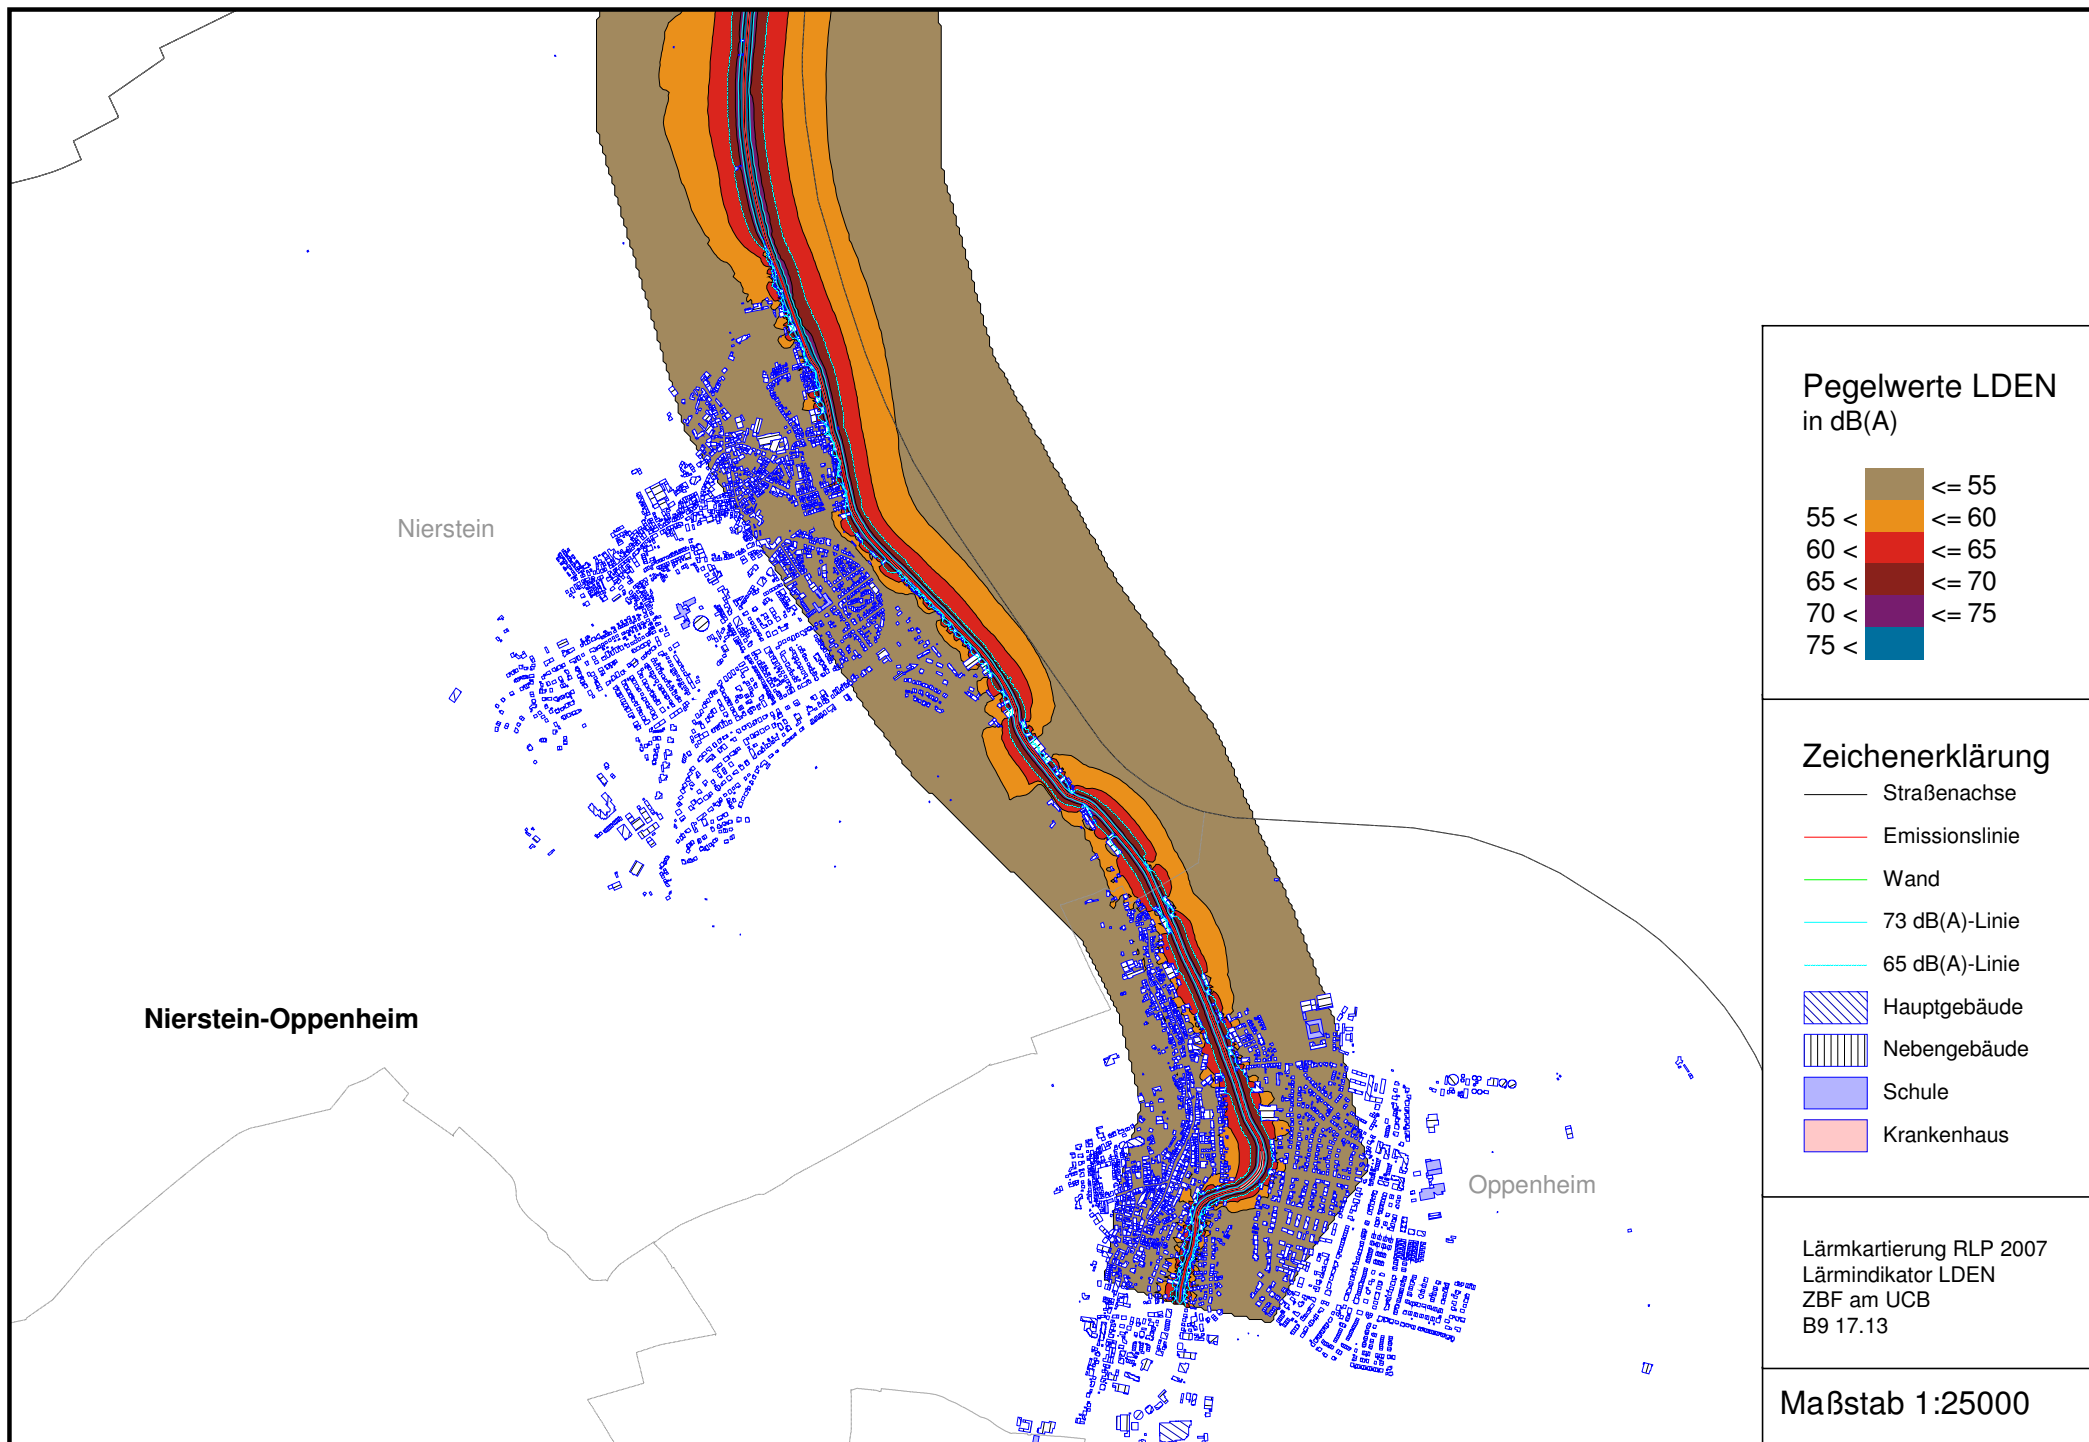 Nierstein
Nierstein-Oppenheim
Oppenheim
Pegelwerte LDEN
in dB(A)
<= 55
55 < <= 60
60 < <= 65
65 < <= 70
70 < <= 75
75 <
Zeichenerklärung
Straßenachse
Emissionslinie
Wand
73 dB(A)-Linie
65 dB(A)-Linie
Hauptgebäude
Nebengebäude
Schule
Krankenhaus
Lärmkartierung RLP 2007
Lärmindikator LDEN
ZBF am UCB
B9 17.13
Maßstab 1:25000